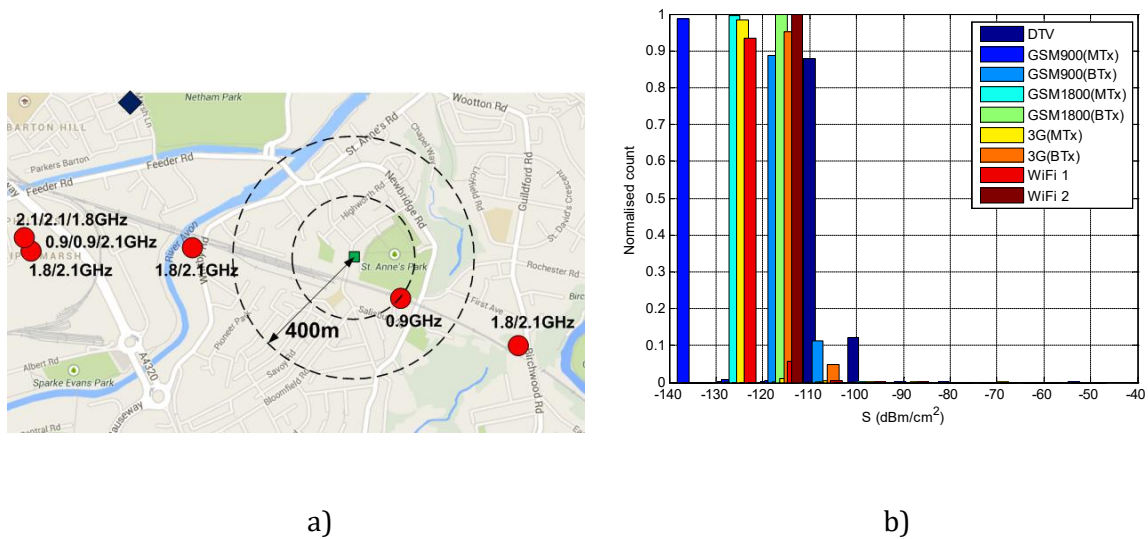 Netham Park
Marsh Ln
BARTON HILL
Parkers Barton
Feeder Rd
Feeder Rd
St. Anne's Rd
Wootton Rd
Chapel Way
Lichfield Rd
Guildford Rd
St. David's Crescent
Newbridge Rd
Highworth Rd
River Avon
2.1/2.1/1.8GHz
0.9/0.9/2.1GHz
1.8/2.1GHz
1.8/2.1GHz
St. Anne's Park
Rochester Rd
First Ave
0.9GHz
1.8/2.1GHz
400m
Pioneer Park
Savoy Rd
Bloomfield Rd
Birchwood Rd
Albert Rd
A4320
Sparke Evans Park
Causeway
a)
1
0.9
0.8
0.7
0.6
0.5
0.4
0.3
0.2
0.1
0
Normalised count
DTV
GSM900(MTx)
GSM900(BTx)
GSM1800(MTx)
GSM1800(BTx)
3G(MTx)
3G(BTx)
WiFi 1
WiFi 2
-140 -130 -120 -110 -100 -90 -80 -70 -60 -50 -40
S (dBm/cm²)
b)